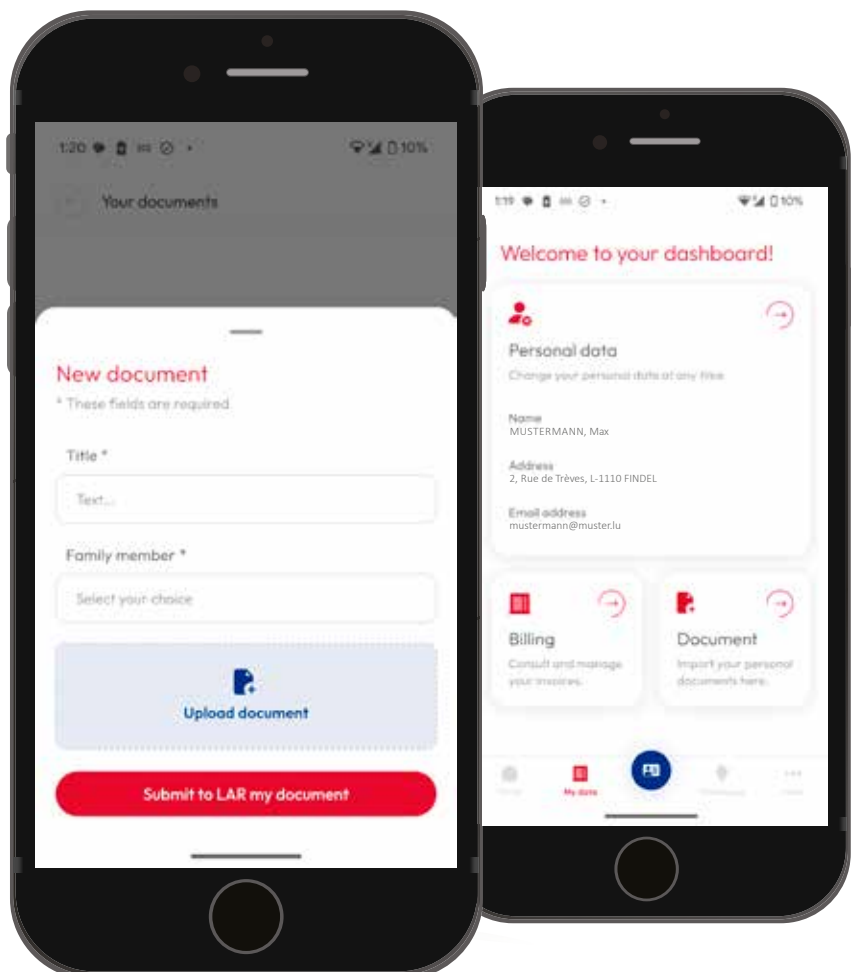 1:20
10%
Your documents
New document
* These fields are required.
Title *
Text...
Family member *
Select your choice
Upload document
Submit to LAR my document
1:19
10%
Welcome to your dashboard!
Personal data
Change your personal data at any time
Name
MUSTERMANN, Max
Address
2, Rue de Trèves, L-1110 FINDEL
Email address
mustermann@muster.lu
Billing
Consult and manage
your invoices.
Document
Import your personal
documents here.
My data